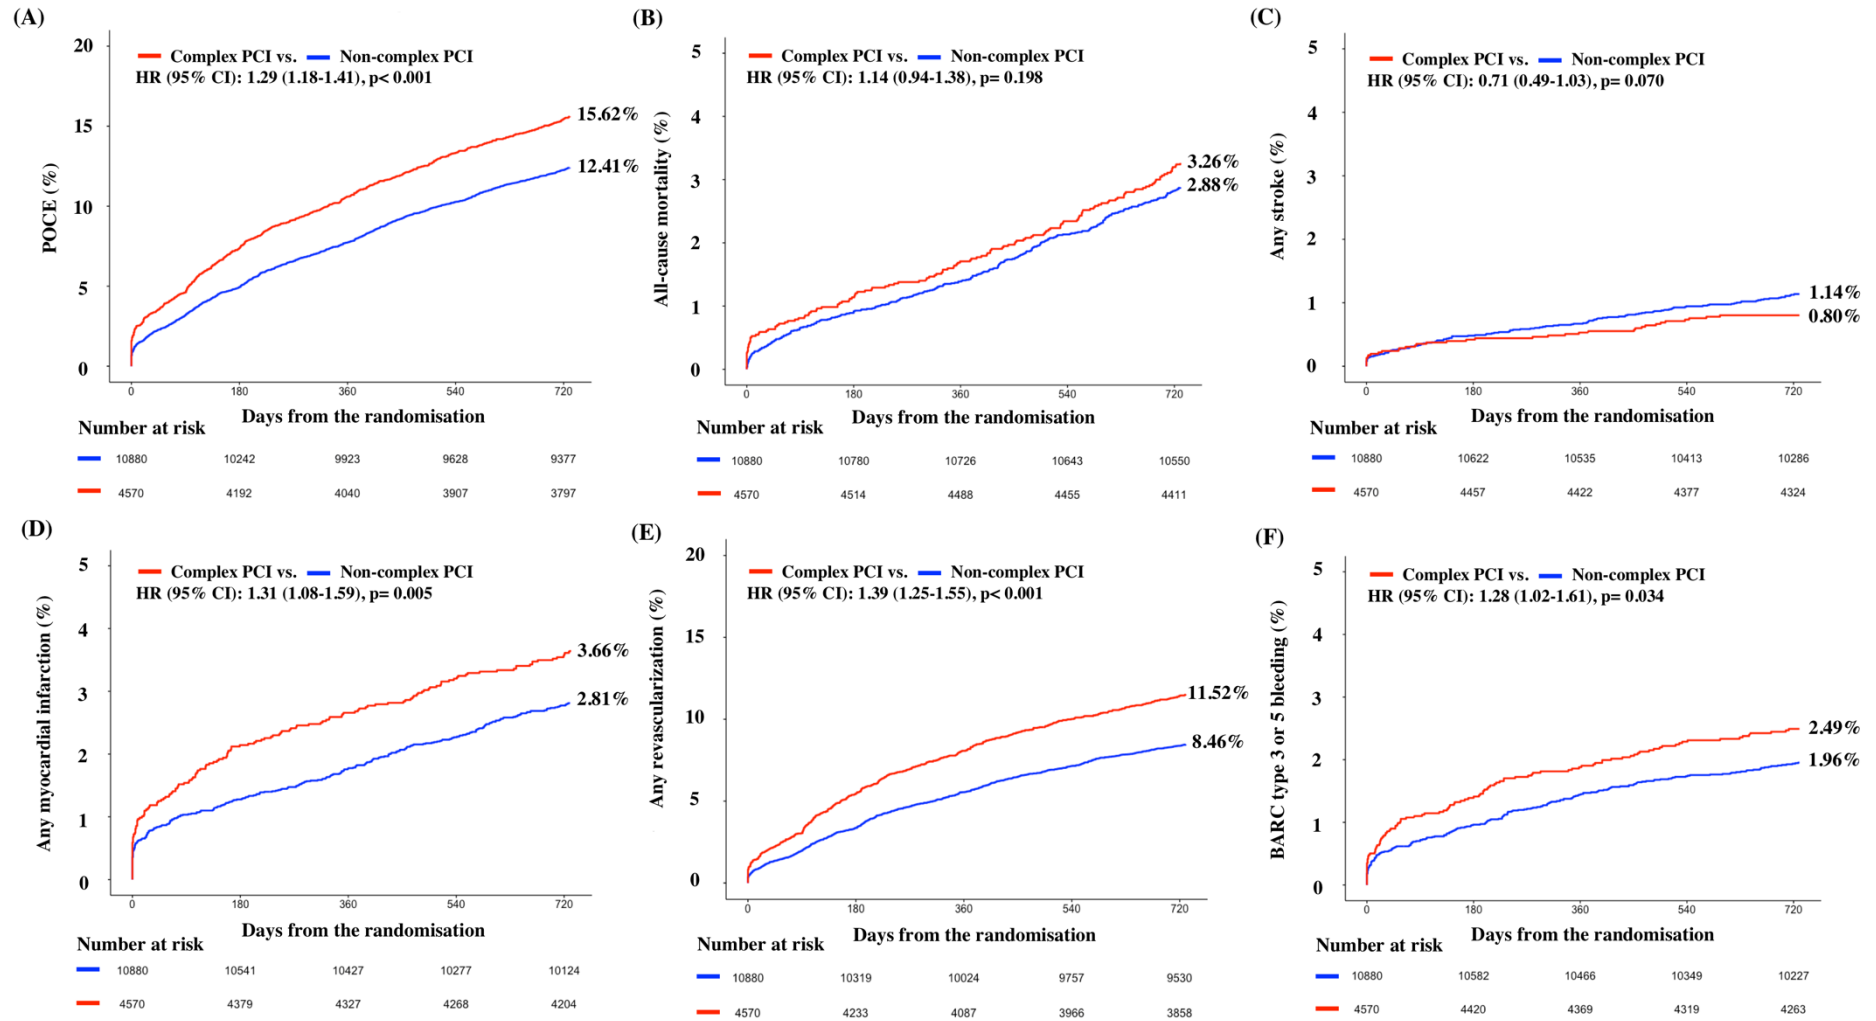 (A)
20
15
10
5
0
POCE (%)
Complex PCI vs. Non-complex PCI
HR (95% CI): 1.29 (1.18-1.41), p< 0.001
15.62%
12.41%
0 180 360 540 720
Days from the randomisation
Number at risk
10880 10242 9923 9628 9377
4570 4192 4040 3907 3797
(B)
5
4
3
2
1
0
All-cause mortality (%)
Complex PCI vs. Non-complex PCI
HR (95% CI): 1.14 (0.94-1.38), p= 0.198
3.26%
2.88%
0 180 360 540 720
Days from the randomisation
Number at risk
10880 10780 10726 10643 10550
4570 4514 4488 4455 4411
(C)
5
4
3
2
1
0
Any stroke (%)
Complex PCI vs. Non-complex PCI
HR (95% CI): 0.71 (0.49-1.03), p= 0.070
1.14%
0.80%
0 180 360 540 720
Days from the randomisation
Number at risk
10880 10622 10535 10413 10286
4570 4457 4422 4377 4324
(D)
5
4
3
2
1
0
Any myocardial infarction (%)
Complex PCI vs. Non-complex PCI
HR (95% CI): 1.31 (1.08-1.59), p= 0.005
3.66%
2.81%
0 180 360 540 720
Days from the randomisation
Number at risk
10880 10541 10427 10277 10124
4570 4379 4327 4268 4204
(E)
20
15
10
5
0
Any revascularization (%)
Complex PCI vs. Non-complex PCI
HR (95% CI): 1.39 (1.25-1.55), p< 0.001
11.52%
8.46%
0 180 360 540 720
Days from the randomisation
Number at risk
10880 10319 10024 9757 9530
4570 4233 4087 3966 3858
(F)
5
4
3
2
1
0
BARC type 3 or 5 bleeding (%)
Complex PCI vs. Non-complex PCI
HR (95% CI): 1.28 (1.02-1.61), p= 0.034
2.49%
1.96%
0 180 360 540 720
Days from the randomisation
Number at risk
10880 10582 10466 10349 10227
4570 4420 4369 4319 4263